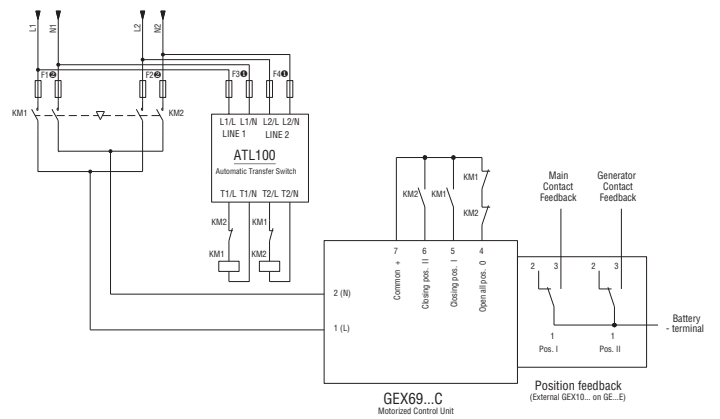 L1
N1
L2
N2
F1❷
F2❷
F3❶
F4❶
KM1
KM2
L1/L L1/N L2/L L2/N
LINE 1 LINE 2
ATL100
Automatic Transfer Switch
T1/L T1/N T2/L T2/N
KM2
KM1
KM1
KM2
KM2
KM1
KM1
KM2
7
6
5
4
Common +
Closing pos. II
Closing pos. I
Open all pos. 0
2 (N)
1 (L)
GEX69...C
Motorized Control Unit
Main
Contact
Feedback
Generator
Contact
Feedback
2 3
2 3
1
1
Pos. I
Pos. II
Battery
- terminal
Position feedback
(External GEX10... on GE...E)